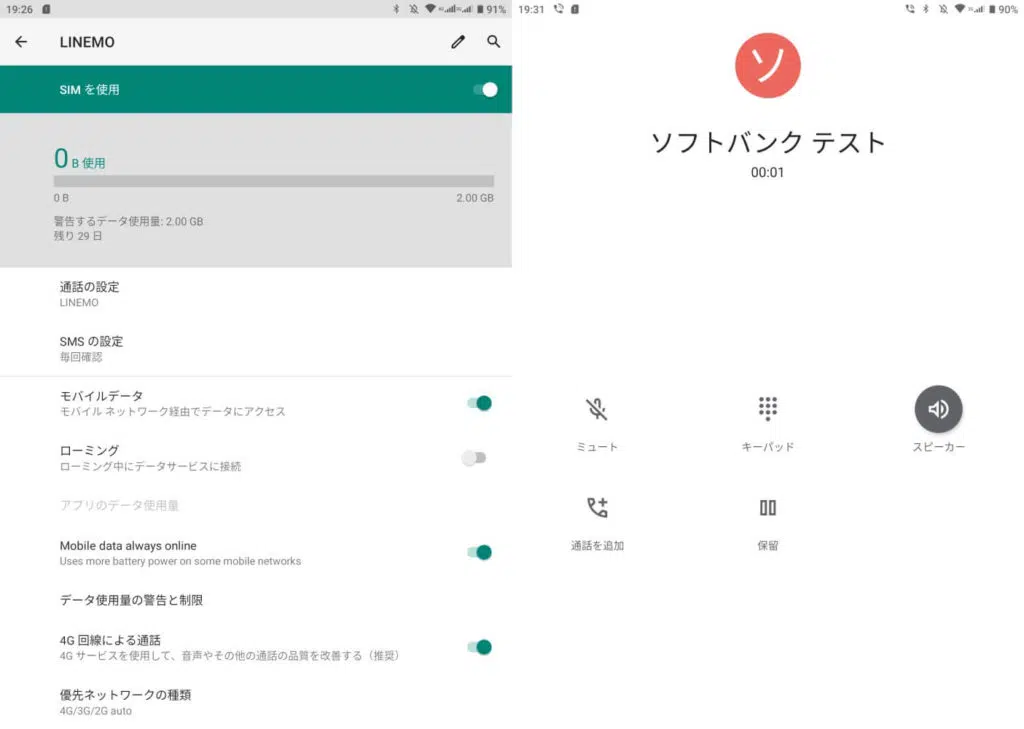 19:26
91%
LINEMO
SIM を使用
0 B 使用
0 B
2.00 GB
警告するデータ使用量: 2.00 GB
残り 29 日
通話の設定
LINEMO
SMS の設定
毎回確認
モバイルデータ
モバイル ネットワーク経由でデータにアクセス
ローミング
ローミング中にデータサービスに接続
アプリのデータ使用量
Mobile data always online
Uses more battery power on some mobile networks
データ使用量の警告と制限
4G 回線による通話
4G サービスを使用して、音声やその他の通話の品質を改善する（推奨）
優先ネットワークの種類
4G/3G/2G auto
19:31
90%
ソ
ソフトバンク テスト
00:01
ミュート
キーパッド
スピーカー
通話を追加
保留